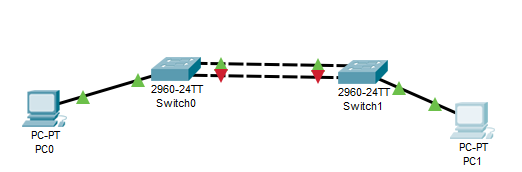 2960-24TT
Switch0
2960-24TT
Switch1
PC-PT
PC0
PC-PT
PC1